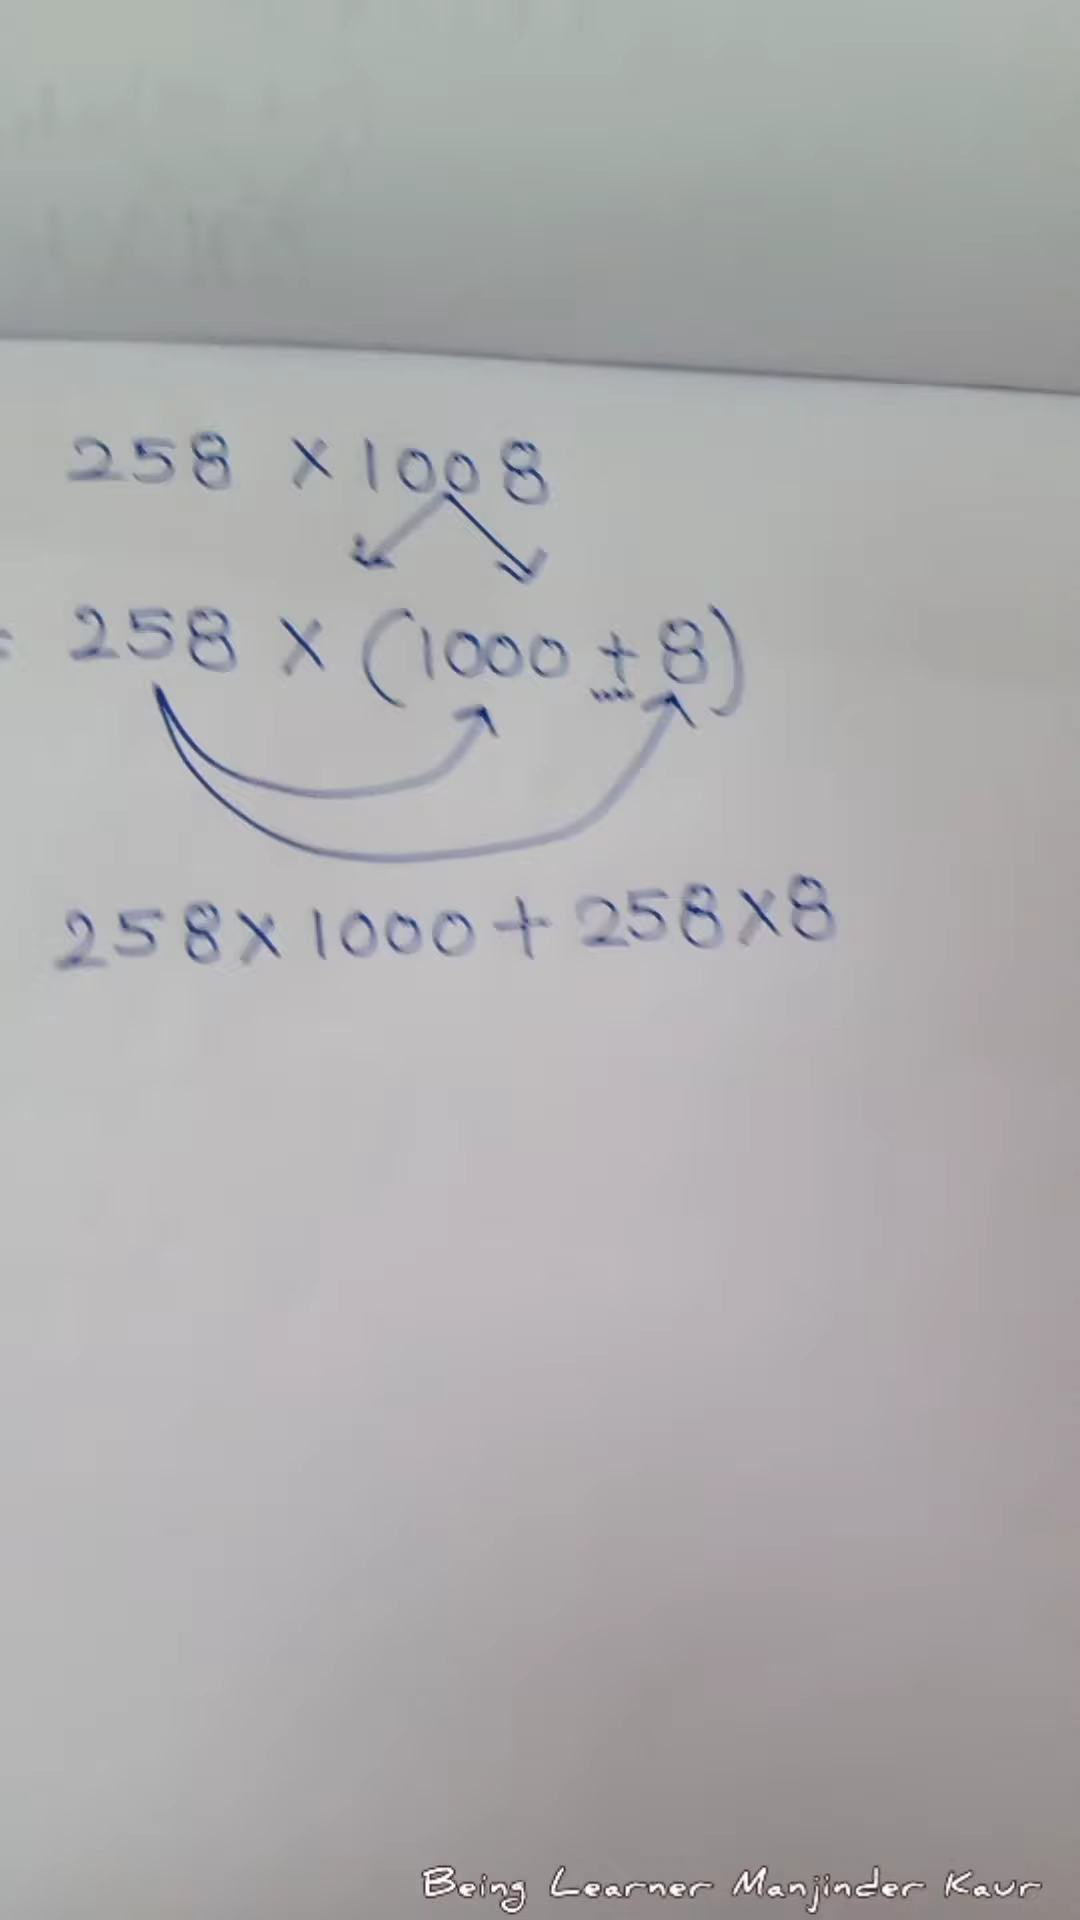 258 × 1008
= 258 × (1000 + 8)
258 × 1000 + 258 × 8
Being Learner Manjinder Kaur